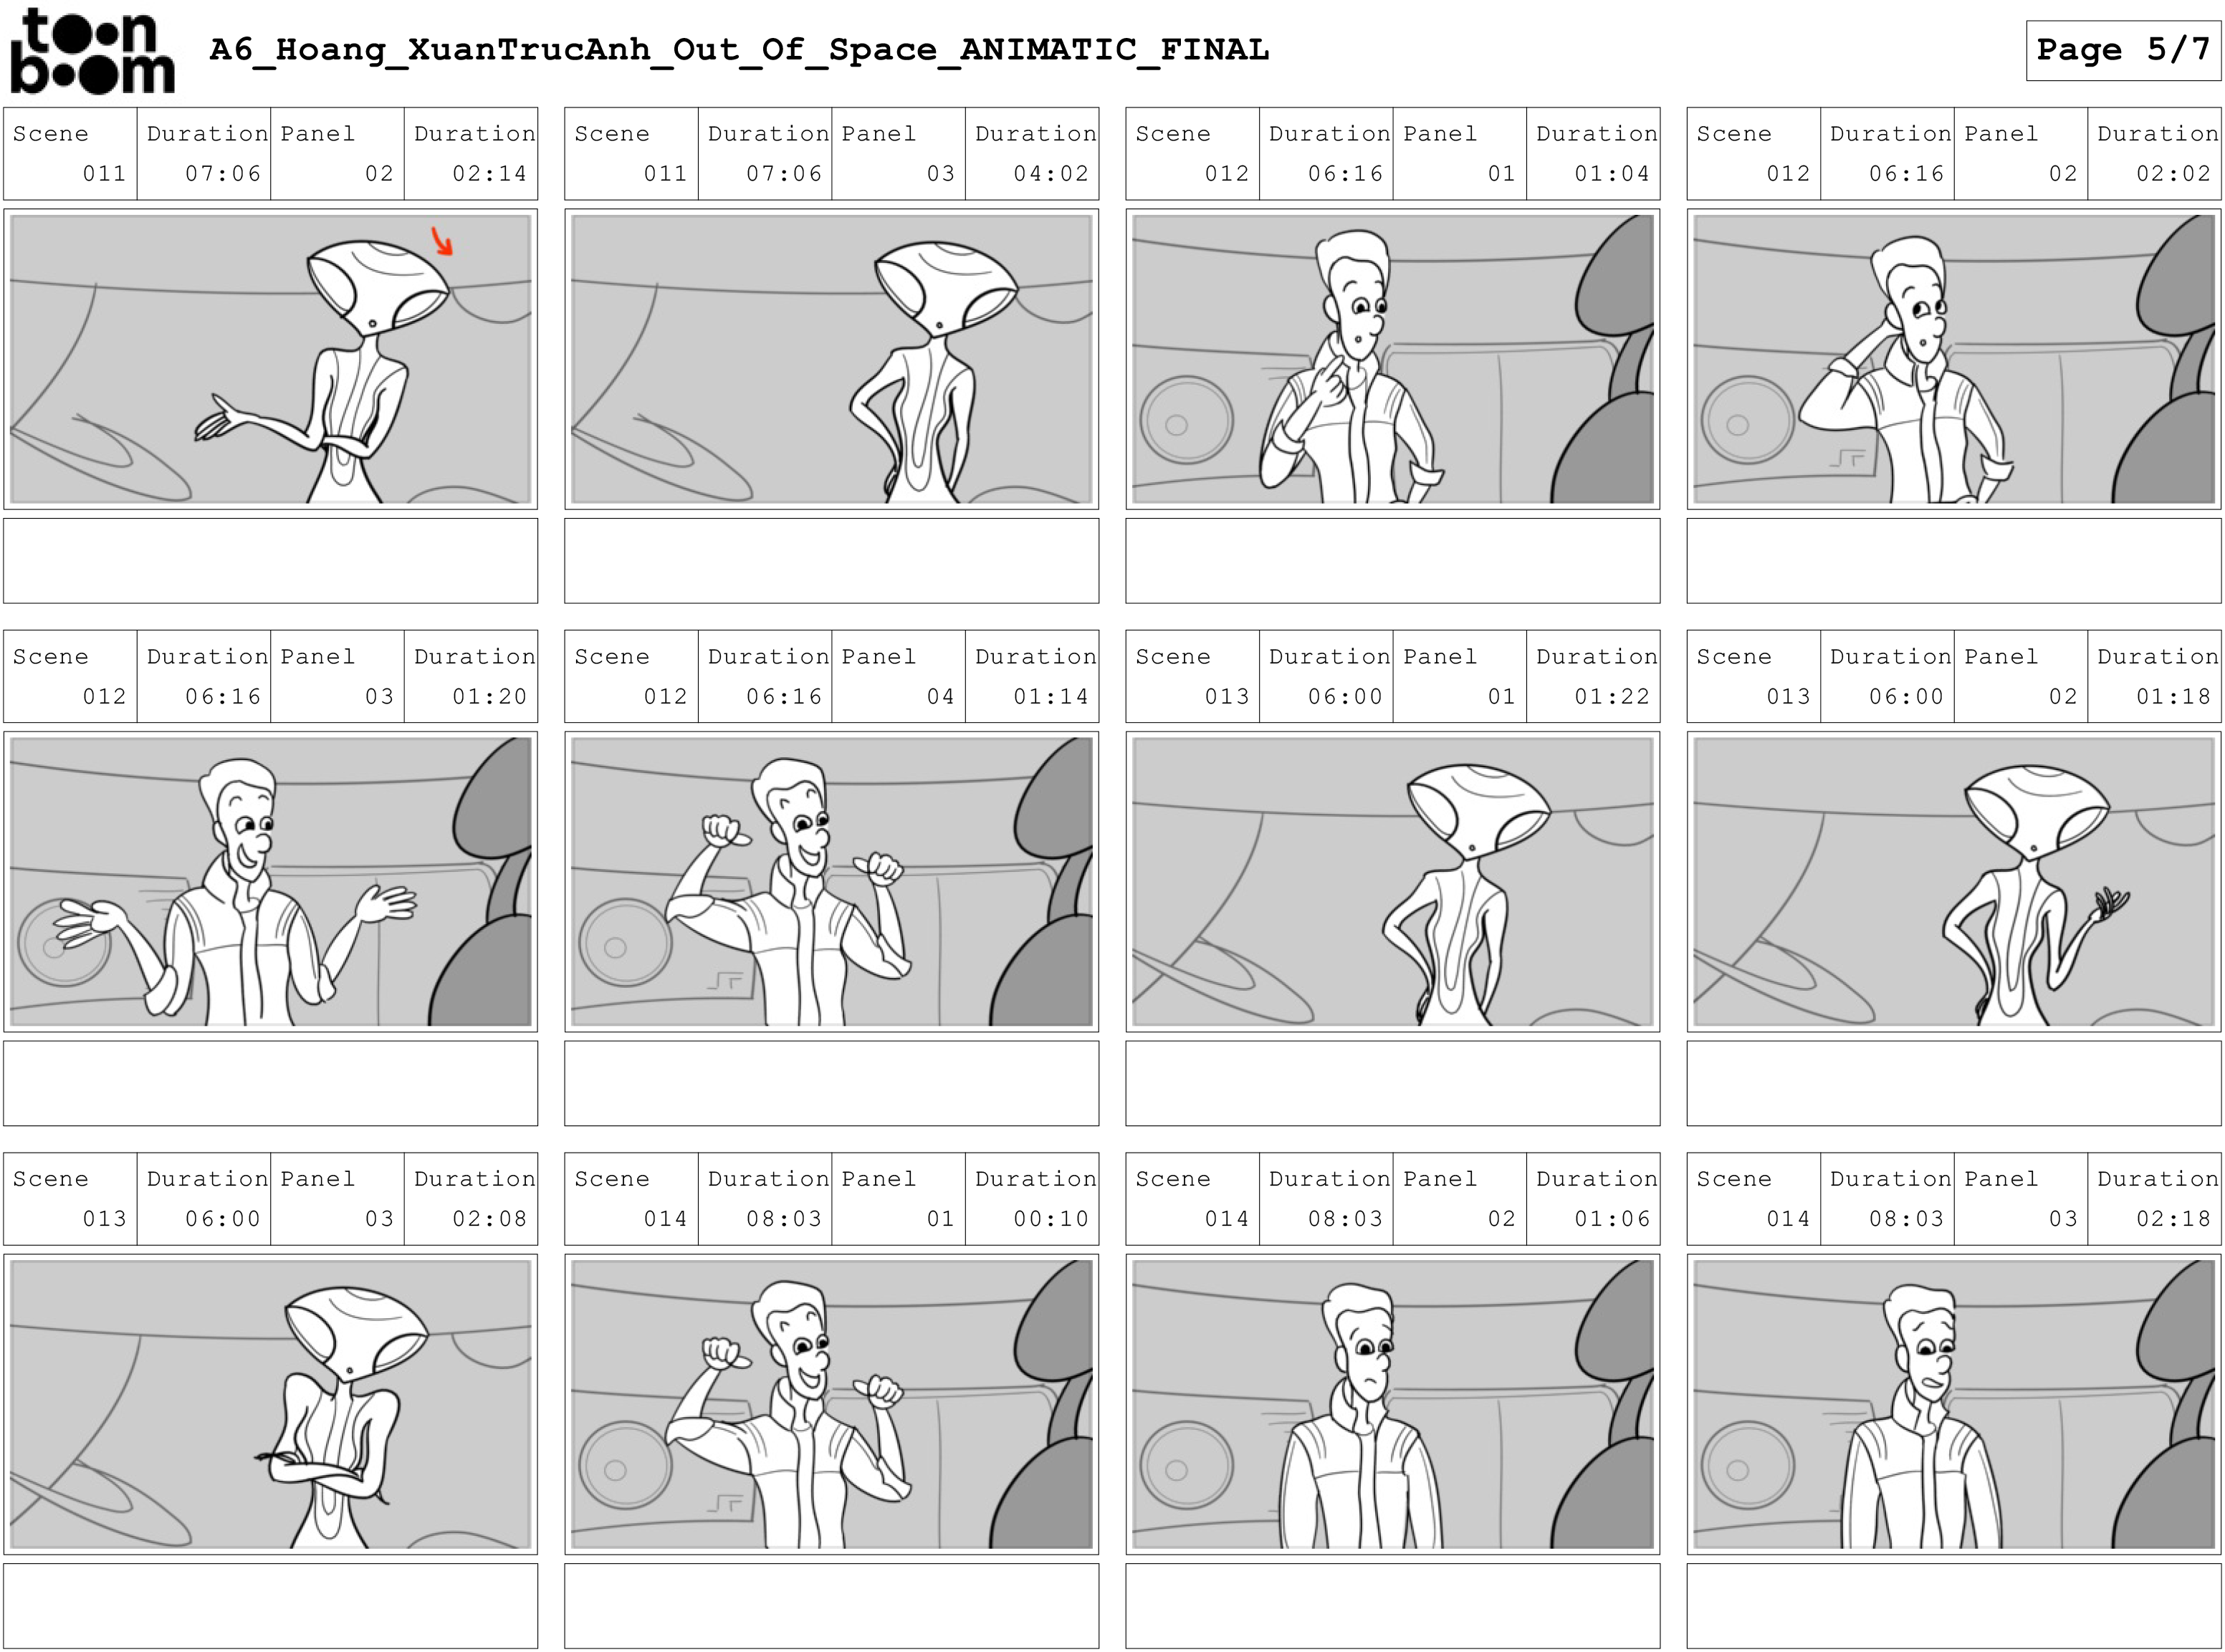 toon
boom
A6_Hoang_XuanTrucAnh_Out_Of_Space_ANIMATIC_FINAL
Page 5/7
Scene Duration Panel Duration
011 07:06 02 02:14
Scene Duration Panel Duration
011 07:06 03 04:02
Scene Duration Panel Duration
012 06:16 01 01:04
Scene Duration Panel Duration
012 06:16 02 02:02
Scene Duration Panel Duration
012 06:16 03 01:20
Scene Duration Panel Duration
012 06:16 04 01:14
Scene Duration Panel Duration
013 06:00 01 01:22
Scene Duration Panel Duration
013 06:00 02 01:18
Scene Duration Panel Duration
013 06:00 03 02:08
Scene Duration Panel Duration
014 08:03 01 00:10
Scene Duration Panel Duration
014 08:03 02 01:06
Scene Duration Panel Duration
014 08:03 03 02:18